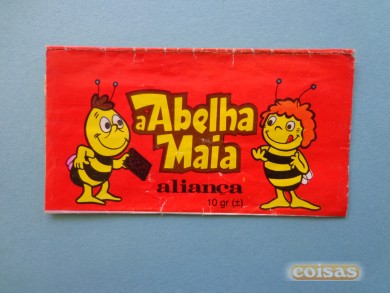 a Abelha
Maia
aliança
10 gr (±)
coisas